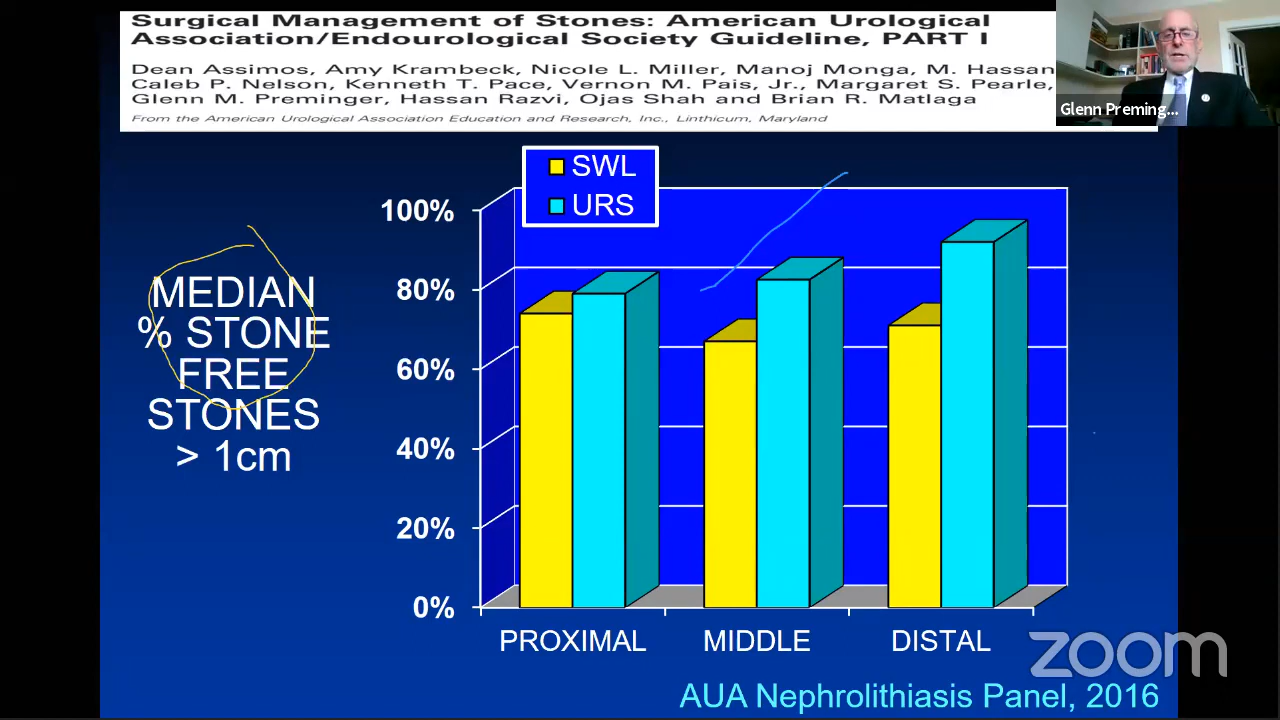 Surgical Management of Stones: American Urological
Association/Endourological Society Guideline, PART I
Dean Assimos, Amy Krambeck, Nicole L. Miller, Manoj Monga, M. Hassan
Caleb P. Nelson, Kenneth T. Pace, Vernon M. Pais, Jr., Margaret S. Pearle,
Glenn M. Preminger, Hassan Razvi, Ojas Shah and Brian R. Matlaga
From the American Urological Association Education and Research, Inc., Linthicum, Maryland
Glenn Preming...
SWL
URS
MEDIAN
% STONE
FREE
STONES
> 1cm
100%
80%
60%
40%
20%
0%
PROXIMAL MIDDLE DISTAL
zoom
AUA Nephrolithiasis Panel, 2016